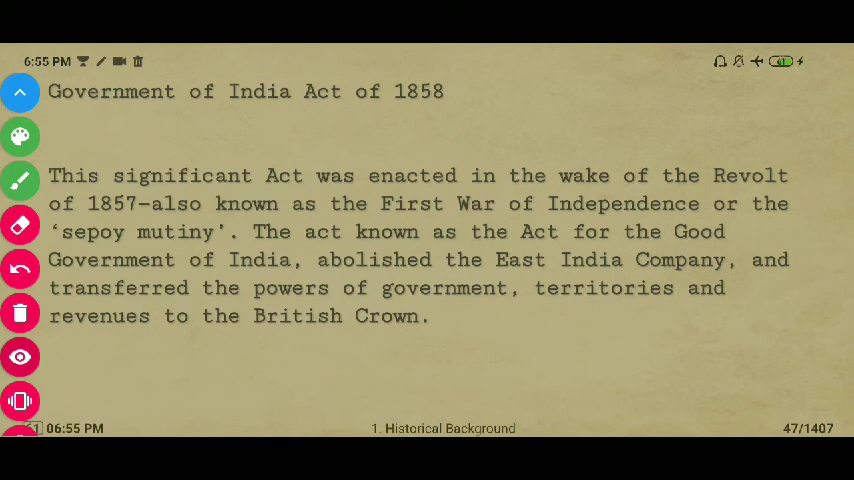 6:55 PM
Government of India Act of 1858
This significant Act was enacted in the wake of the Revolt
of 1857-also known as the First War of Independence or the
‘sepoy mutiny’. The act known as the Act for the Good
Government of India, abolished the East India Company, and
transferred the powers of government, territories and
revenues to the British Crown.
06:55 PM
1. Historical Background
47/1407